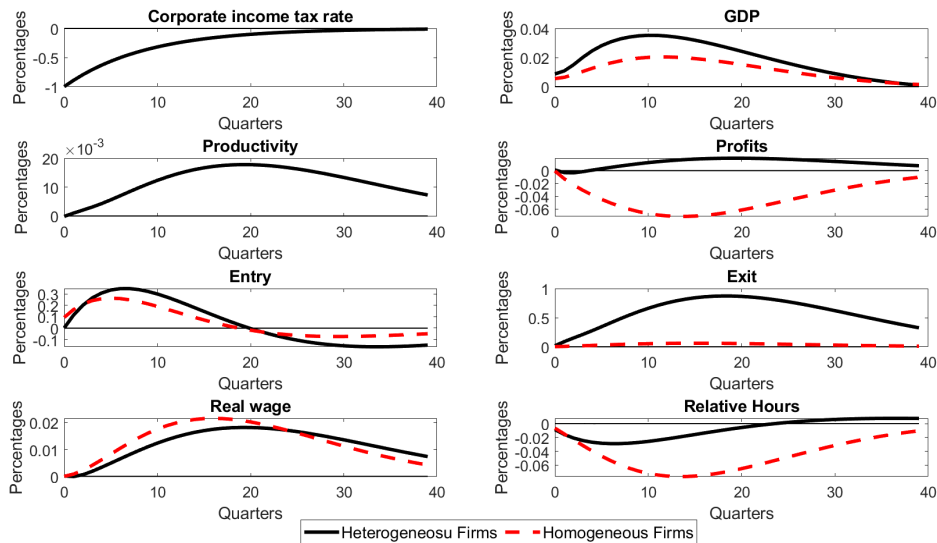 Corporate income tax rate
Percentages
0
-0.5
-1
0 10 20 30 40
Quarters
GDP
Percentages
0.04
0.02
0
0 10 20 30 40
Quarters
Productivity
×10⁻³
Percentages
20
10
0
0 10 20 30 40
Quarters
Profits
Percentages
0
-0.02
-0.04
-0.06
0 10 20 30 40
Quarters
Entry
Percentages
0.3
0.2
0.1
0
-0.1
0 10 20 30 40
Quarters
Exit
Percentages
1
0.5
0
0 10 20 30 40
Quarters
Real wage
Percentages
0.02
0.01
0
0 10 20 30 40
Quarters
Relative Hours
Percentages
0
-0.02
-0.04
-0.06
0 10 20 30 40
Quarters
Heterogeneosu Firms Homogeneous Firms